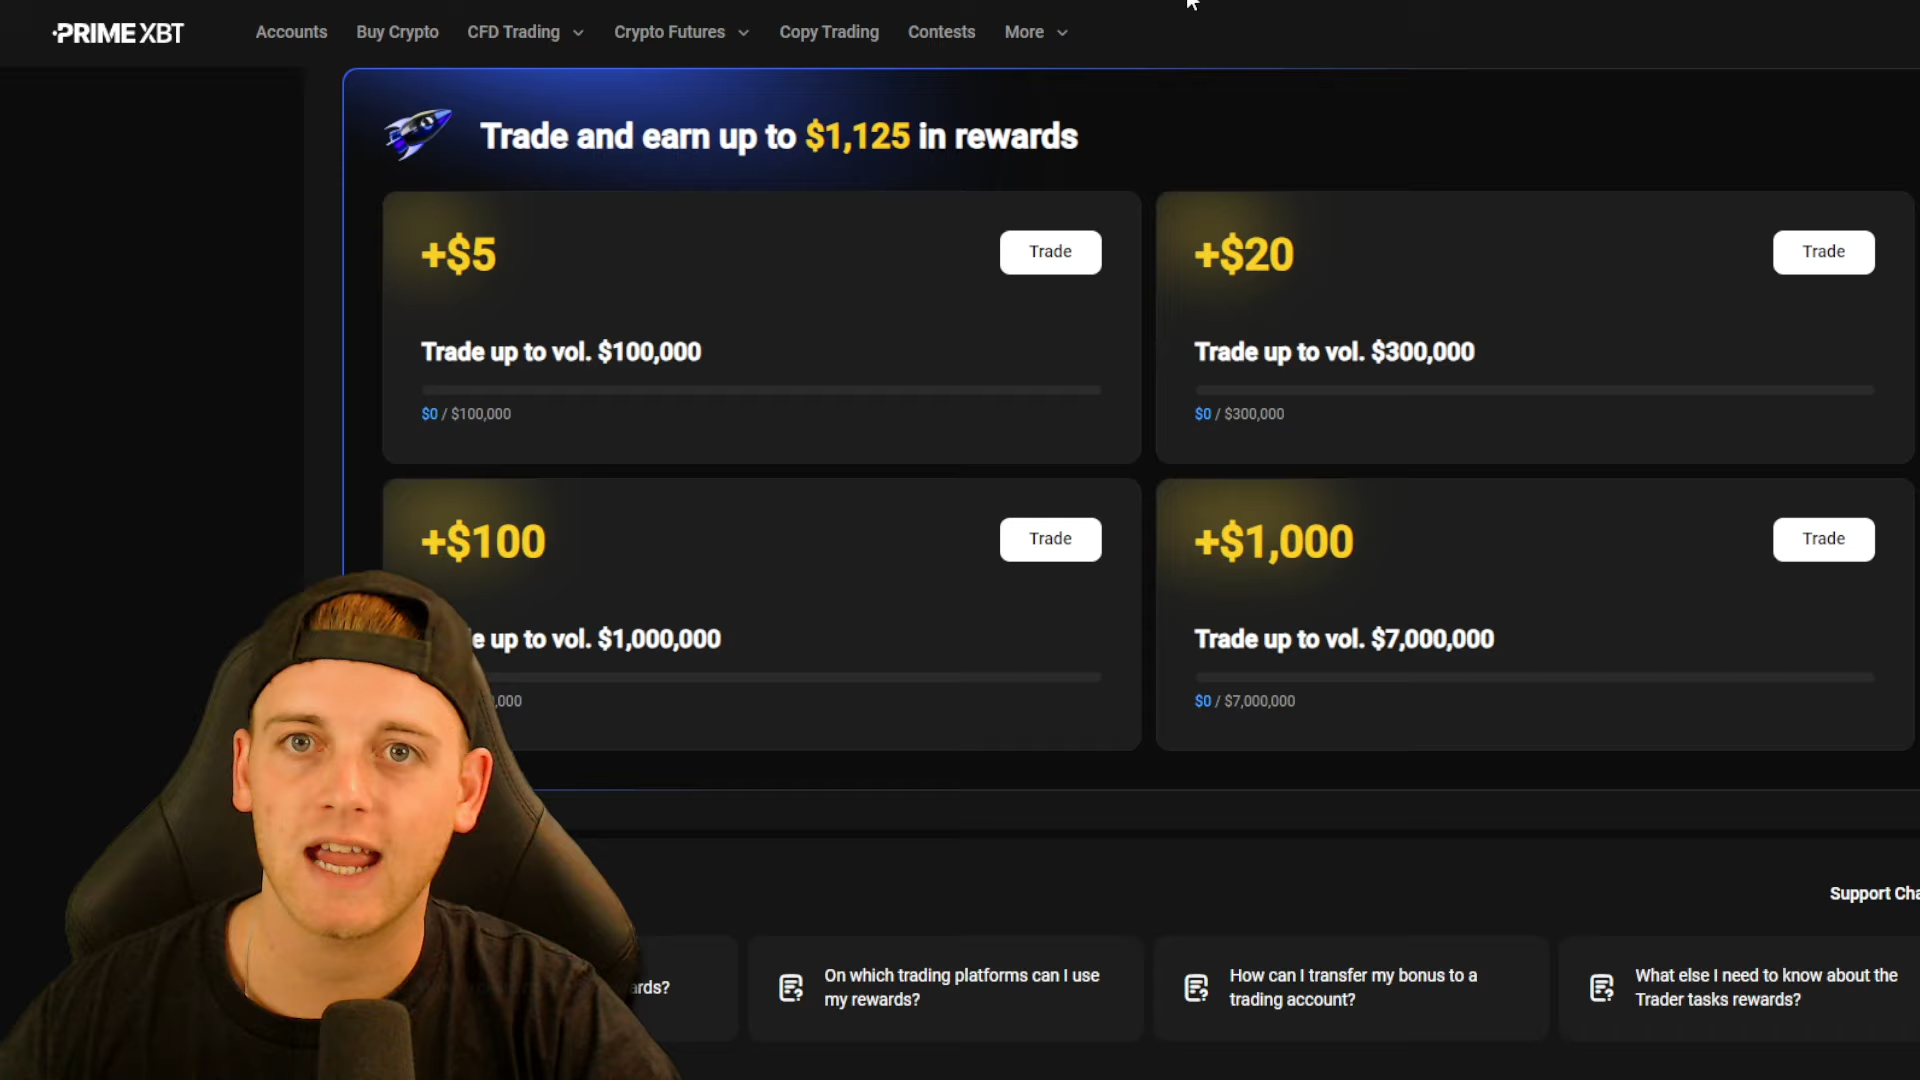 PRIME XBT
Accounts
Buy Crypto
CFD Trading
Crypto Futures
Copy Trading
Contests
More
Trade and earn up to $1,125 in rewards
+$5
Trade
Trade up to vol. $100,000
$0 / $100,000
+$20
Trade
Trade up to vol. $300,000
$0 / $300,000
+$100
Trade
e up to vol. $1,000,000
,000
+$1,000
Trade
Trade up to vol. $7,000,000
$0 / $7,000,000
Support Cha
ards?
On which trading platforms can I use
my rewards?
How can I transfer my bonus to a
trading account?
What else I need to know about the
Trader tasks rewards?